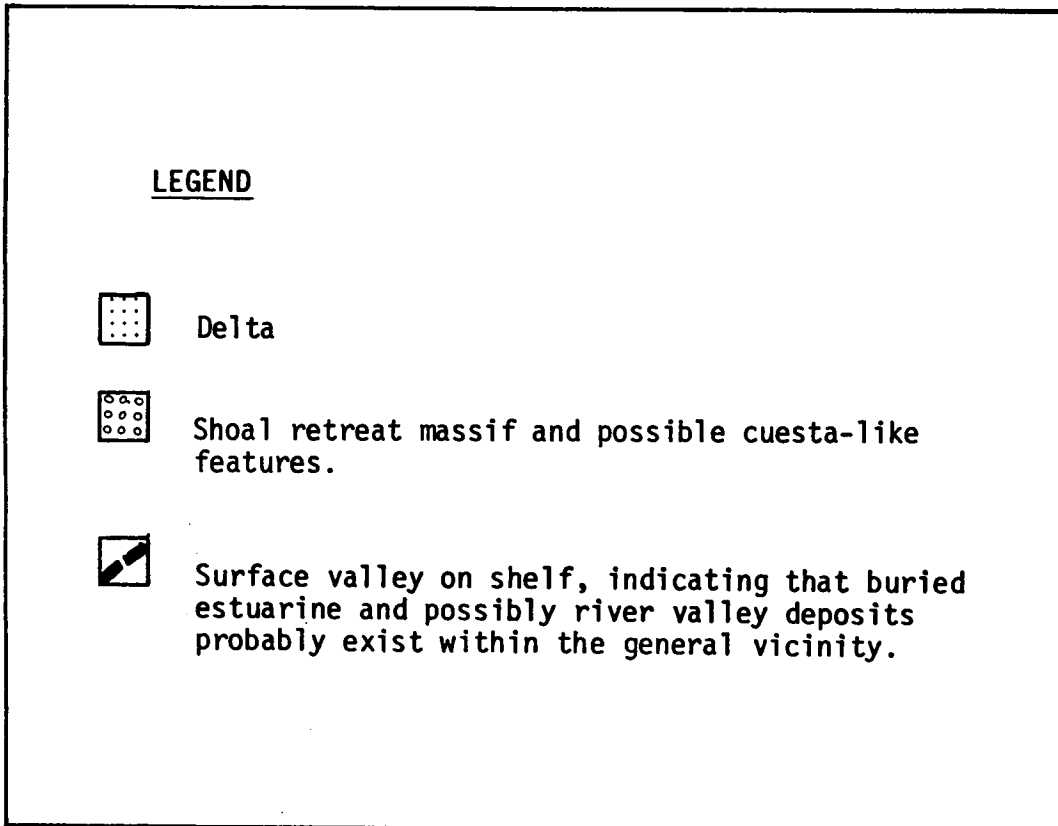 LEGEND
Delta
Shoal retreat massif and possible cuesta-like
features.
Surface valley on shelf, indicating that buried
estuarine and possibly river valley deposits
probably exist within the general vicinity.